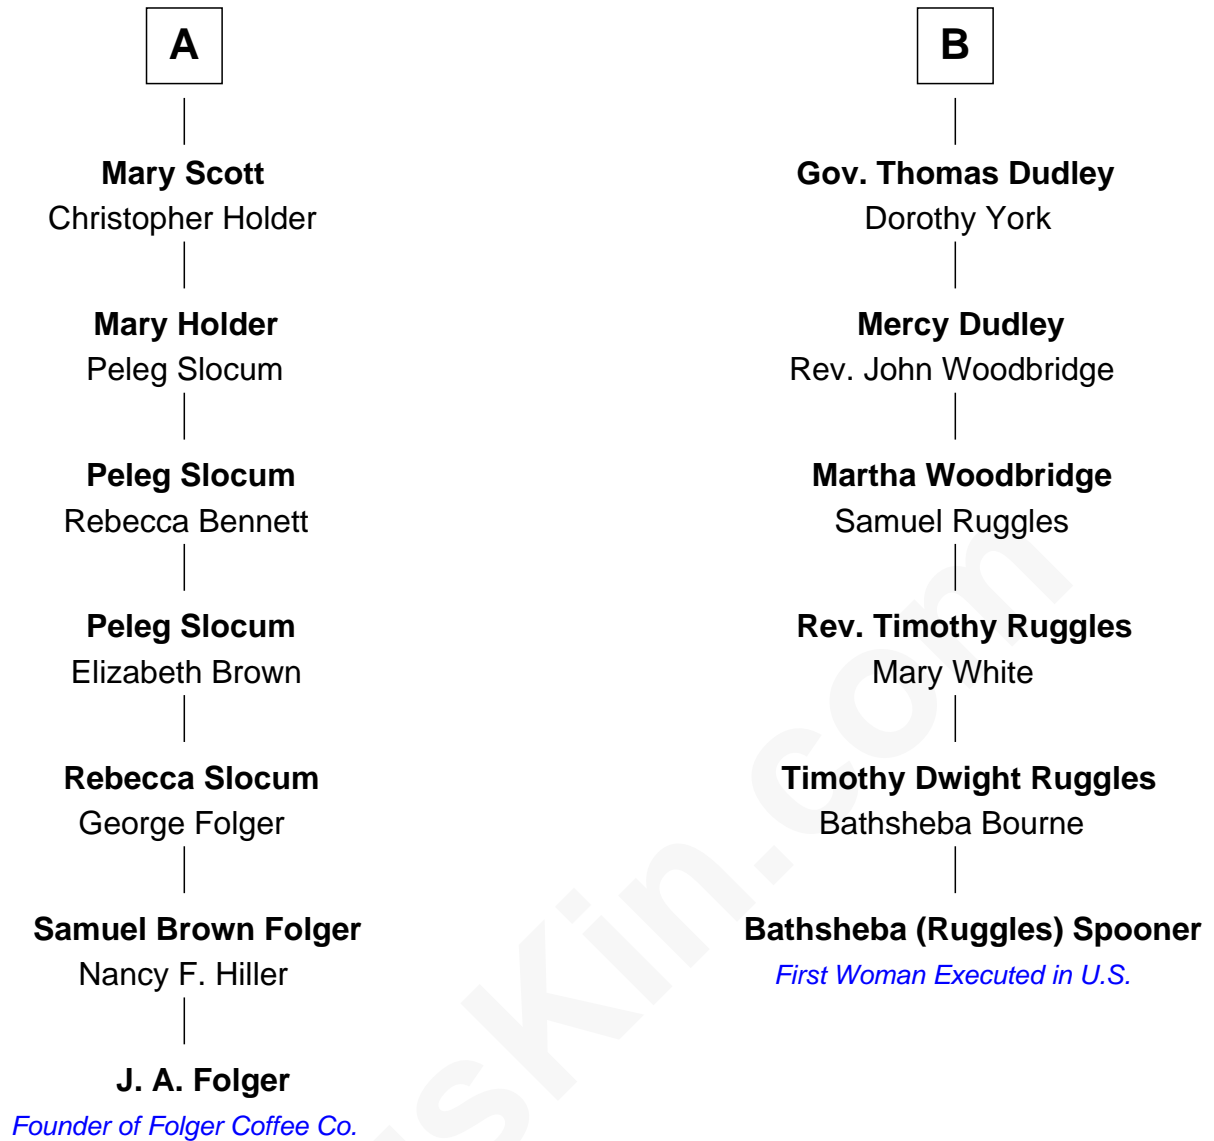 A
Mary Scott
Christopher Holder
Mary Holder
Peleg Slocum
Peleg Slocum
Rebecca Bennett
Peleg Slocum
Elizabeth Brown
Rebecca Slocum
George Folger
Samuel Brown Folger
Nancy F. Hiller
J. A. Folger
Founder of Folger Coffee Co.
B
Gov. Thomas Dudley
Dorothy York
Mercy Dudley
Rev. John Woodbridge
Martha Woodbridge
Samuel Ruggles
Rev. Timothy Ruggles
Mary White
Timothy Dwight Ruggles
Bathsheba Bourne
Bathsheba (Ruggles) Spooner
First Woman Executed in U.S.
sKin.com